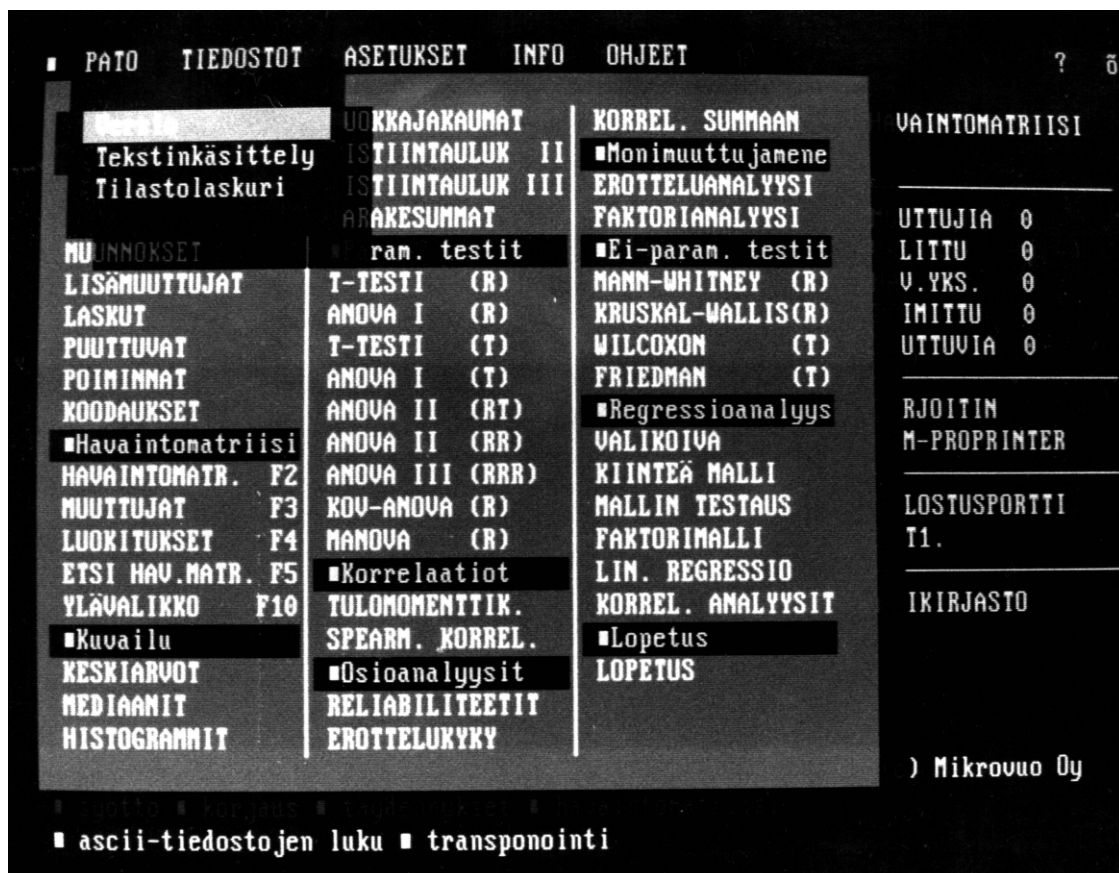 PATO TIEDOSTOT ASETUKSET INFO OHJEET ?
Tekstinkäsittely
Tilastolaskuri
MUUNNOKSET
LISÄMUUTTUJAT
LASKUT
PUUTTUVAT
POIMINNAT
KOODAUKSET
■Havaintomatriisi
HAVAINTOMATR. F2
MUUTTUJAT F3
LUOKITUKSET F4
ETSI HAV.MATR. F5
YLÄVALIKKO F10
■Kuvailu
KESKIARVOT
MEDIAANIT
HISTOGRAMMIT
UOKKAJAKAUMAT
ISTIINTAULUK II
ISTIINTAULUK III
ARAKESUMMAT
ram. testit
T-TESTI (R)
ANOVA I (R)
T-TESTI (T)
ANOVA I (T)
ANOVA II (RT)
ANOVA II (RR)
ANOVA III (RRR)
KOV-ANOVA (R)
MANOVA (R)
■Korrelaatiot
TULOMOMENTTIK.
SPEARM. KORREL.
■Osioanalyysit
RELIABILITEETIT
EROTTELUKYKY
KORREL. SUMMAAN
■Monimuuttujamene
EROTTELUANALYYSI
FAKTORIANALYYSI
■Ei-param. testit
MANN-WHITNEY (R)
KRUSKAL-WALLIS(R)
WILCOXON (T)
FRIEDMAN (T)
■Regressioanalyys
VALIKOIVA
KIINTEÄ MALLI
MALLIN TESTAUS
FAKTORIMALLI
LIN. REGRESSIO
KORREL. ANALYYSIT
■Lopetus
LOPETUS
VAINTOMATRIISI
UTTUJIA 0
LITTU 0
V.YKS. 0
IMITTU 0
UTTUVIA 0
RJOITIN
M-PROPRINTER
LOSTUSPORTTI
T1.
IKIRJASTO
) Mikrovuo Oy
■ ascii-tiedostojen luku ■ transponointi